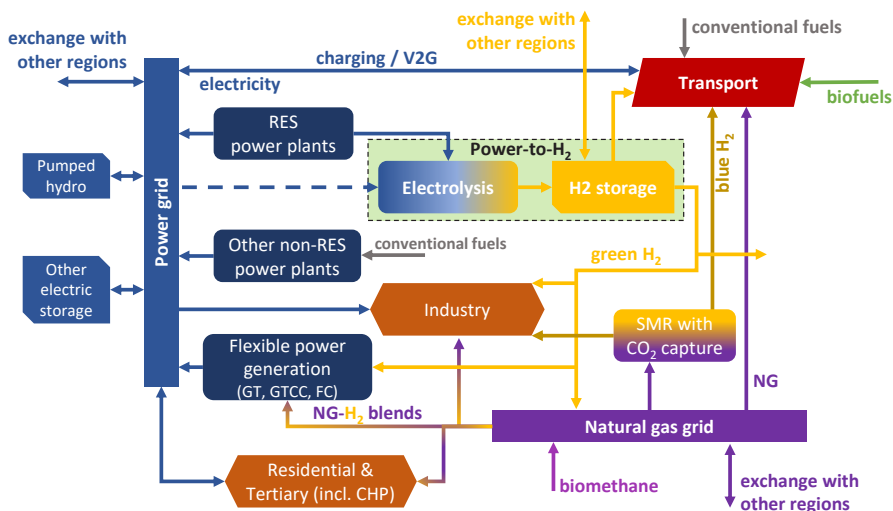 exchange with
other regions
exchange with
other regions
conventional fuels
charging / V2G
electricity
Transport
biofuels
RES
power plants
Power-to-H₂
Pumped
hydro
Electrolysis
H2 storage
blue H₂
Power grid
Other non-RES
power plants
conventional fuels
green H₂
Other
electric
storage
Industry
SMR with
CO₂ capture
Flexible power
generation
(GT, GTCC, FC)
NG
NG-H₂ blends
Natural gas grid
Residential &
Tertiary (incl. CHP)
biomethane
exchange with
other regions